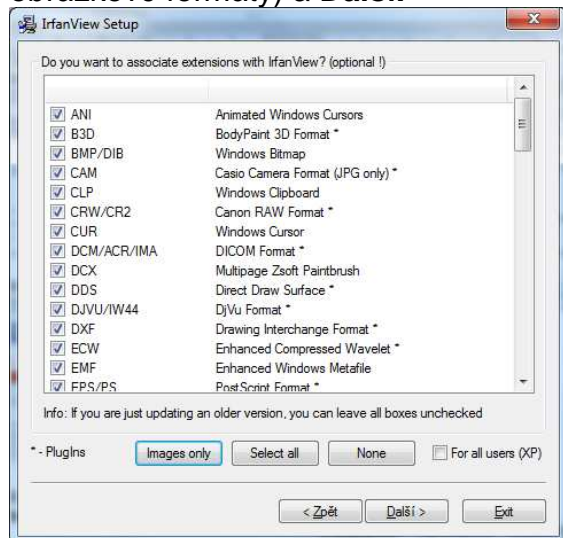 IrfanView Setup
Do you want to associate extensions with IrfanView? (optional !)
ANI Animated Windows Cursors
B3D BodyPaint 3D Format *
BMP/DIB Windows Bitmap
CAM Casio Camera Format (JPG only) *
CLP Windows Clipboard
CRW/CR2 Canon RAW Format *
CUR Windows Cursor
DCM/ACR/IMA DICOM Format *
DCX Multipage Zsoft Paintbrush
DDS Direct Draw Surface *
DJVU/IW44 DjVu Format *
DXF Drawing Interchange Format *
ECW Enhanced Compressed Wavelet *
EMF Enhanced Windows Metafile
EPS/PS PostScript Format *
Info: If you are just updating an older version, you can leave all boxes unchecked
* - PlugIns Images only Select all None For all users (XP)
< Zpět Další > Exit